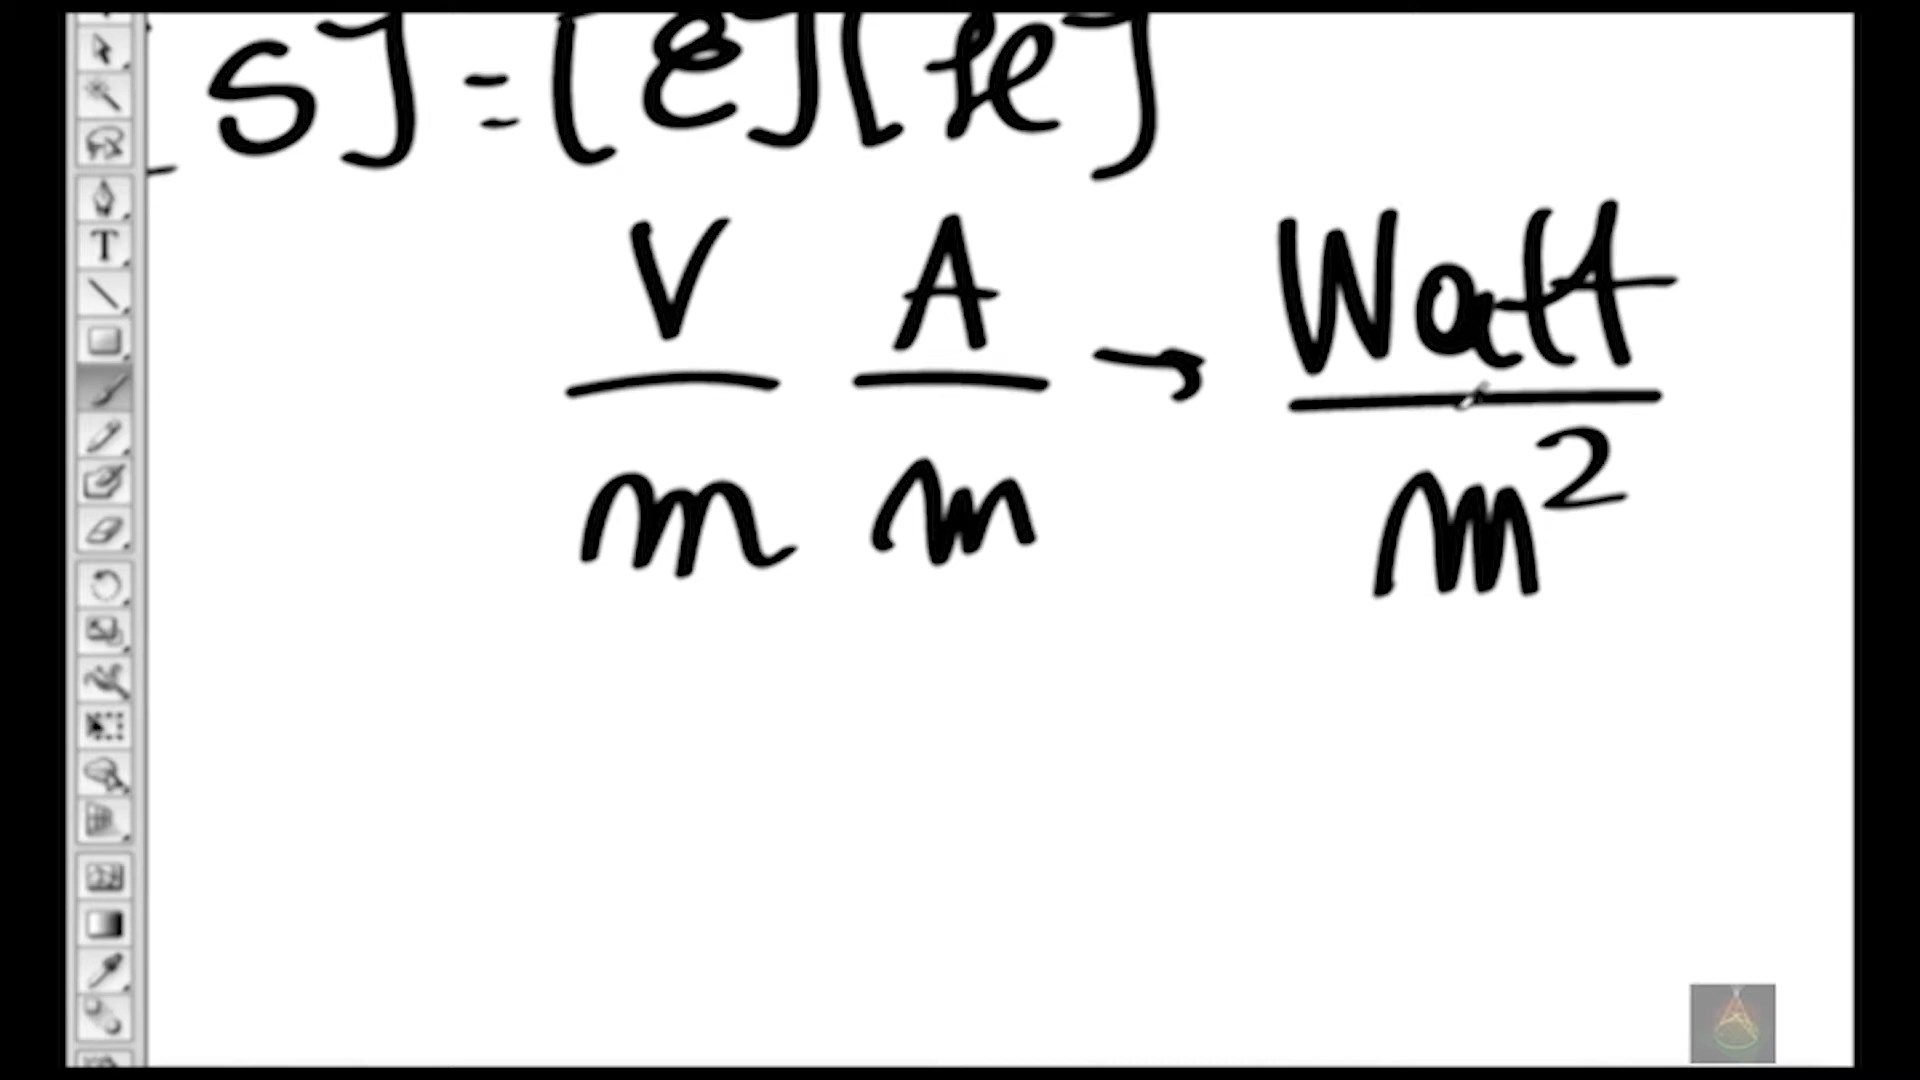 [S] = [ℰ][ℋ]
V/m A/m → Watt/m²